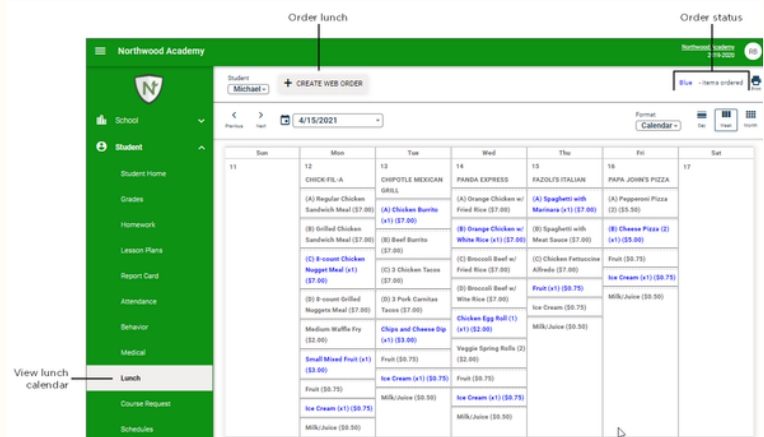 Order lunch
Order status
Northwood Academy
Northwood Academy
2019-2020
RB
N
Student
Michael
+ CREATE WEB ORDER
Blue - Items ordered
Previous
Next
4/15/2021
Format
Calendar
Day
Week
Month
School
Student
Student Home
Grades
Homework
Lesson Plans
Report Card
Attendance
Behavior
Medical
View lunch
calendar
Lunch
Course Request
Schedules
Sun
Mon
Tue
Wed
Thu
Fri
Sat
11
12
CHICK-FIL-A
(A) Regular Chicken
Sandwich Meal ($7.00)
(B) Grilled Chicken
Sandwich Meal ($7.00)
(C) 8-count Chicken
Nugget Meal (x1)
($7.00)
(D) 8-count Grilled
Nuggets Meal ($7.00)
Medium Waffle Fry
($2.00)
Small Mixed Fruit (x1)
($3.00)
Fruit ($0.75)
Ice Cream (x1) ($0.75)
Milk/Juice ($0.50)
13
CHIPOTLE MEXICAN
GRILL
(A) Chicken Burrito
(x1) ($7.00)
(B) Beef Burrito
($7.00)
(C) 3 Chicken Tacos
($7.00)
(D) 3 Pork Carnitas
Tacos ($7.00)
Chips and Cheese Dip
(x1) ($3.00)
Fruit ($0.75)
Ice Cream (x1) ($0.75)
Milk/Juice ($0.50)
14
PANDA EXPRESS
(A) Orange Chicken w/
Fried Rice ($7.00)
(B) Orange Chicken w/
White Rice (x1) ($7.00)
(C) Broccoli Beef w/
Fried Rice ($7.00)
(D) Broccoli Beef w/
Wite Rice ($7.00)
Chicken Egg Roll (1)
(x1) ($2.00)
Veggie Spring Rolls (2)
($2.00)
Fruit ($0.75)
Ice Cream (x1) ($0.75)
Milk/Juice ($0.50)
15
FAZOLI'S ITALIAN
(A) Spaghetti with
Marinara (x1) ($7.00)
(B) Spaghetti with
Meat Sauce ($7.00)
(C) Chicken Fettuccine
Alfredo ($7.00)
Fruit (x1) ($0.75)
Ice Cream ($0.75)
Milk/Juice ($0.50)
16
PAPA JOHN'S PIZZA
(A) Pepperoni Pizza
(2) ($5.50)
(B) Cheese Pizza (2)
(x1) ($5.00)
Fruit ($0.75)
Ice Cream (x1) ($0.75)
Milk/Juice ($0.50)
17